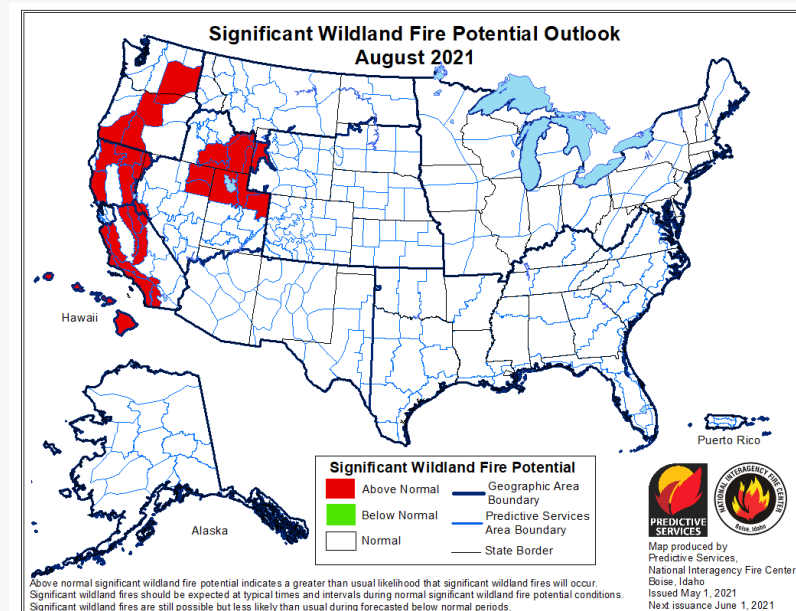 Significant Wildland Fire Potential Outlook
August 2021
Hawaii
Alaska
Puerto Rico
Significant Wildland Fire Potential
Above Normal
Below Normal
Normal
Geographic Area
Boundary
Predictive Services
Area Boundary
State Border
PREDICTIVE
SERVICES
NATIONAL INTERAGENCY FIRE CENTER
Boise, Idaho
Map produced by
Predictive Services,
National Interagency Fire Center
Boise, Idaho
Issued May 1, 2021
Next issuance June 1, 2021
Above normal significant wildland fire potential indicates a greater than usual likelihood that significant wildland fires will occur.
Significant wildland fires should be expected at typical times and intervals during normal significant wildland fire potential conditions.
Significant wildland fires are still possible but less likely than usual during forecasted below normal periods.